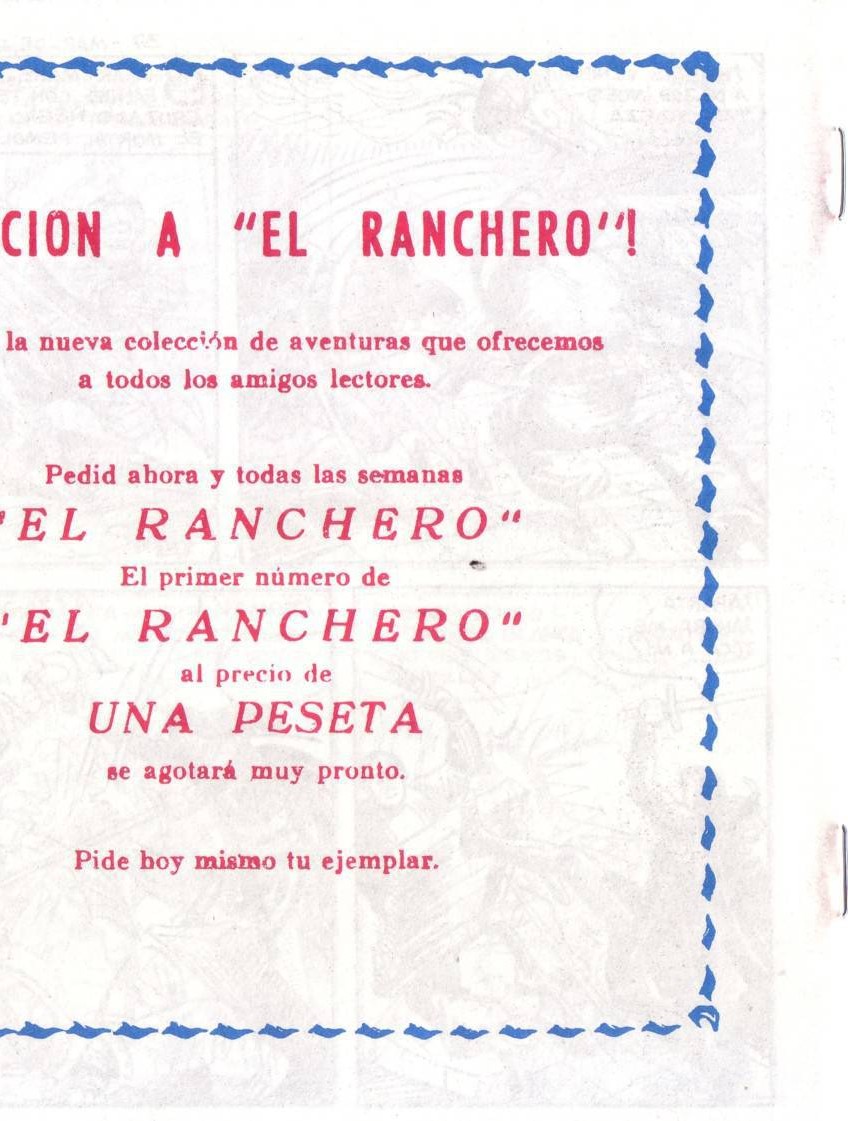 CION A "EL RANCHERO"!
la nueva colección de aventuras que ofrecemos
a todos los amigos lectores.
Pedid ahora y todas las semanas
"EL RANCHERO"
El primer número de
"EL RANCHERO"
al precio de
UNA PESETA
se agotará muy pronto.
Pide hoy mismo tu ejemplar.